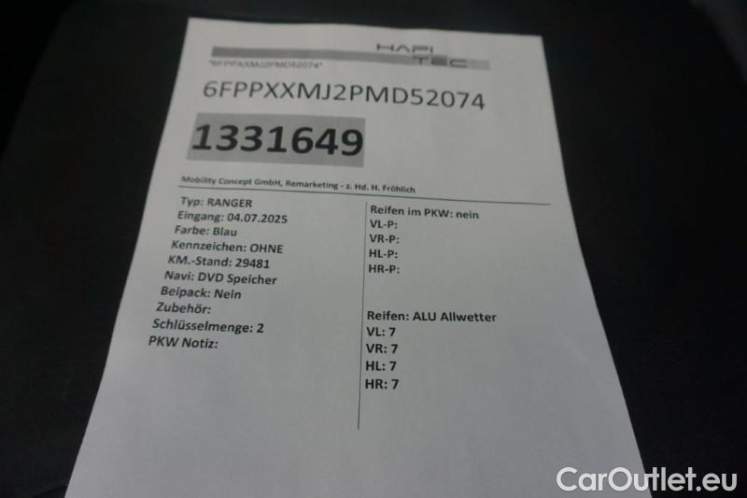 HAPI
TEC
*6FPPXXMJ2PMD52074*
6FPPXXMJ2PMD52074
1331649
Mobility Concept GmbH, Remarketing - z. Hd. H. Fröhlich
Typ: RANGER
Eingang: 04.07.2025
Farbe: Blau
Kennzeichen: OHNE
KM.-Stand: 29481
Navi: DVD Speicher
Beipack: Nein
Zubehör:
Schlüsselmenge: 2
PKW Notiz:
Reifen im PKW: nein
VL-P:
VR-P:
HL-P:
HR-P:
Reifen: ALU Allwetter
VL: 7
VR: 7
HL: 7
HR: 7
CarOutlet.eu